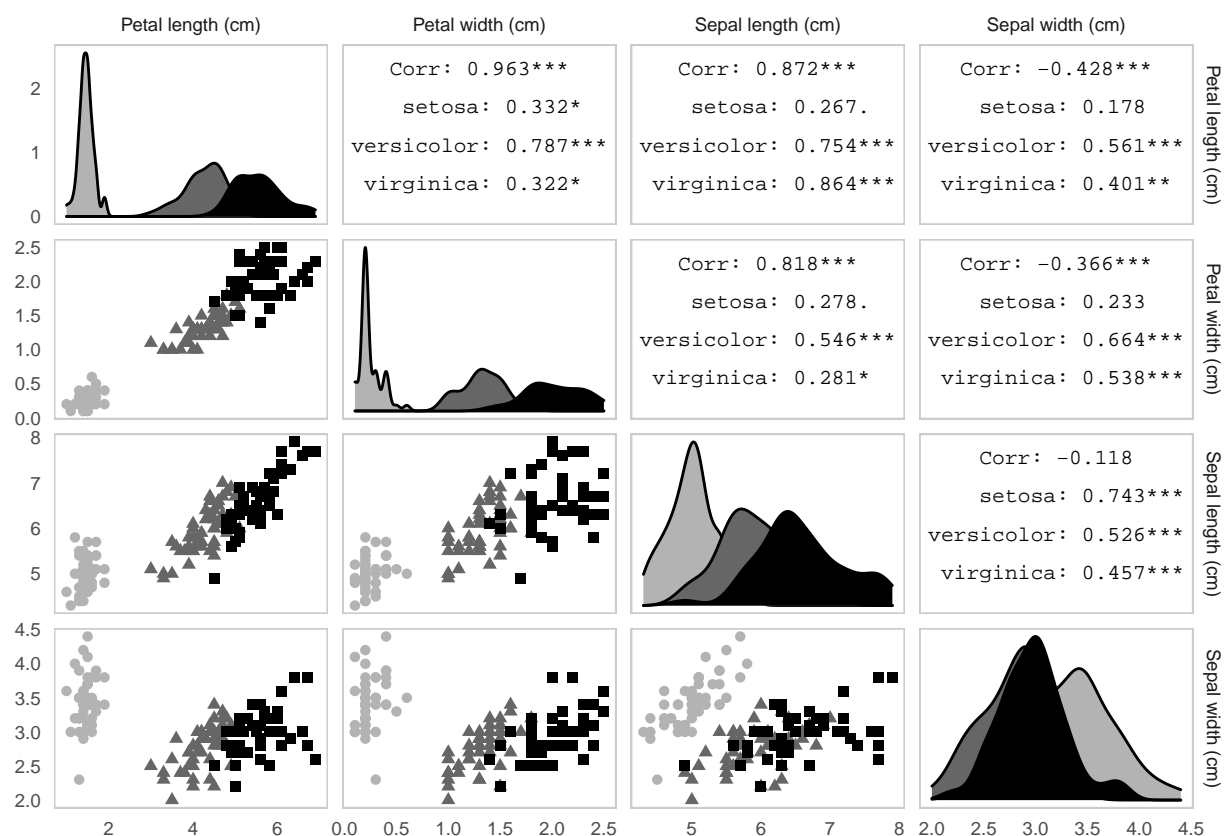 Petal length (cm) Petal width (cm) Sepal length (cm) Sepal width (cm)
2
1
0
Corr: 0.963***
setosa: 0.332*
versicolor: 0.787***
virginica: 0.322*
Corr: 0.872***
setosa: 0.267.
versicolor: 0.754***
virginica: 0.864***
Corr: −0.428***
setosa: 0.178
versicolor: 0.561***
virginica: 0.401**
Petal length (cm)
2.5
2.0
1.5
1.0
0.5
0.0
Corr: 0.818***
setosa: 0.278.
versicolor: 0.546***
virginica: 0.281*
Corr: −0.366***
setosa: 0.233
versicolor: 0.664***
virginica: 0.538***
Petal width (cm)
8
7
6
5
Corr: −0.118
setosa: 0.743***
versicolor: 0.526***
virginica: 0.457***
Sepal length (cm)
4.5
4.0
3.5
3.0
2.5
2.0
Sepal width (cm)
2 4 6 0.0 0.5 1.0 1.5 2.0 2.5 5 6 7 8 2.0 2.5 3.0 3.5 4.0 4.5